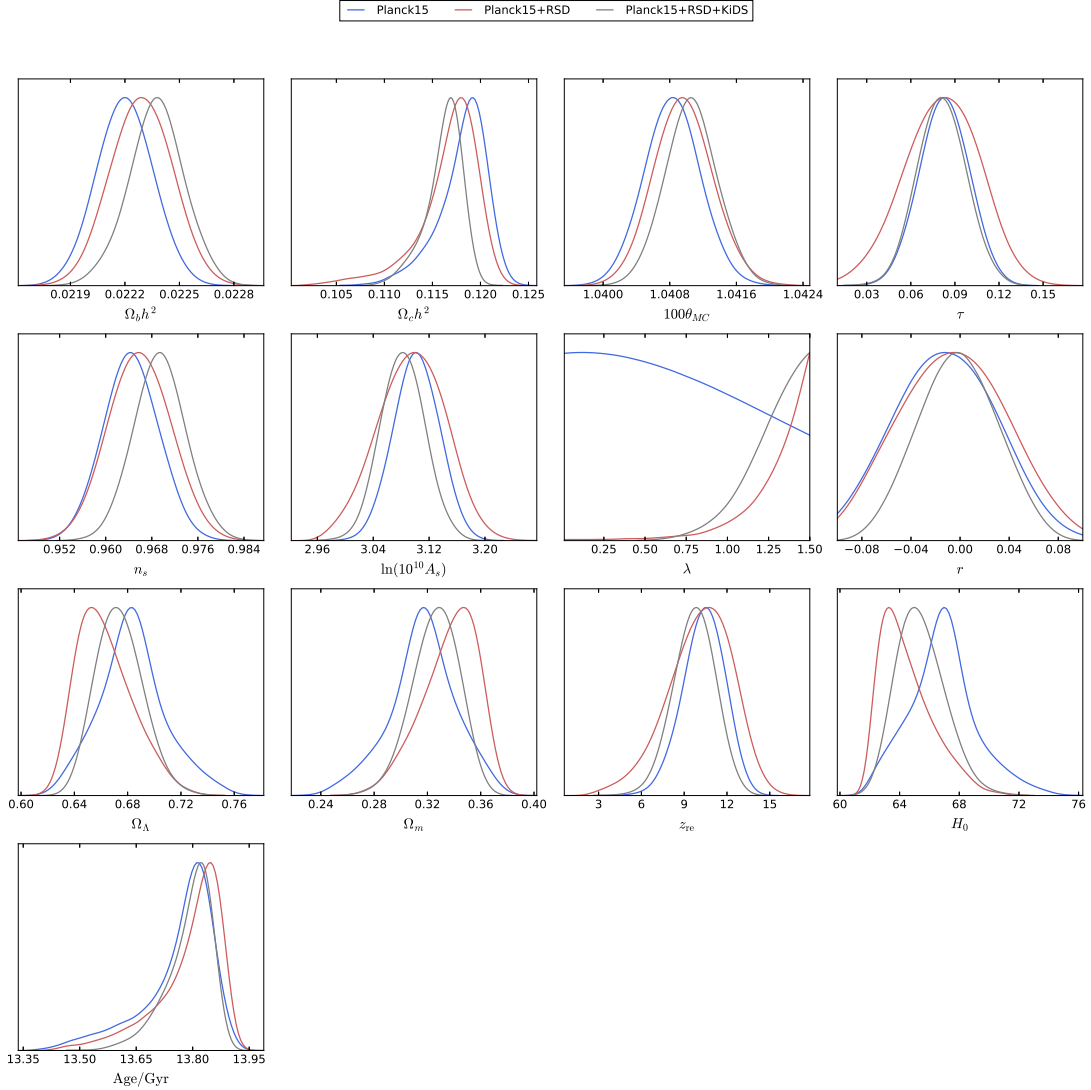 Planck15 Planck15+RSD Planck15+RSD+KiDS
0.0219 0.0222 0.0225 0.0228
Ω_b h²
0.105 0.110 0.115 0.120 0.125
Ω_c h²
1.0400 1.0408 1.0416 1.0424
100θ_MC
0.03 0.06 0.09 0.12 0.15
τ
0.952 0.960 0.968 0.976 0.984
n_s
2.96 3.04 3.12 3.20
ln(10¹⁰A_s)
0.25 0.50 0.75 1.00 1.25 1.50
λ
−0.08 −0.04 0.00 0.04 0.08
r
0.60 0.64 0.68 0.72 0.76
Ω_Λ
0.24 0.28 0.32 0.36 0.40
Ω_m
3 6 9 12 15
z_re
60 64 68 72 76
H_0
13.35 13.50 13.65 13.80 13.95
Age/Gyr